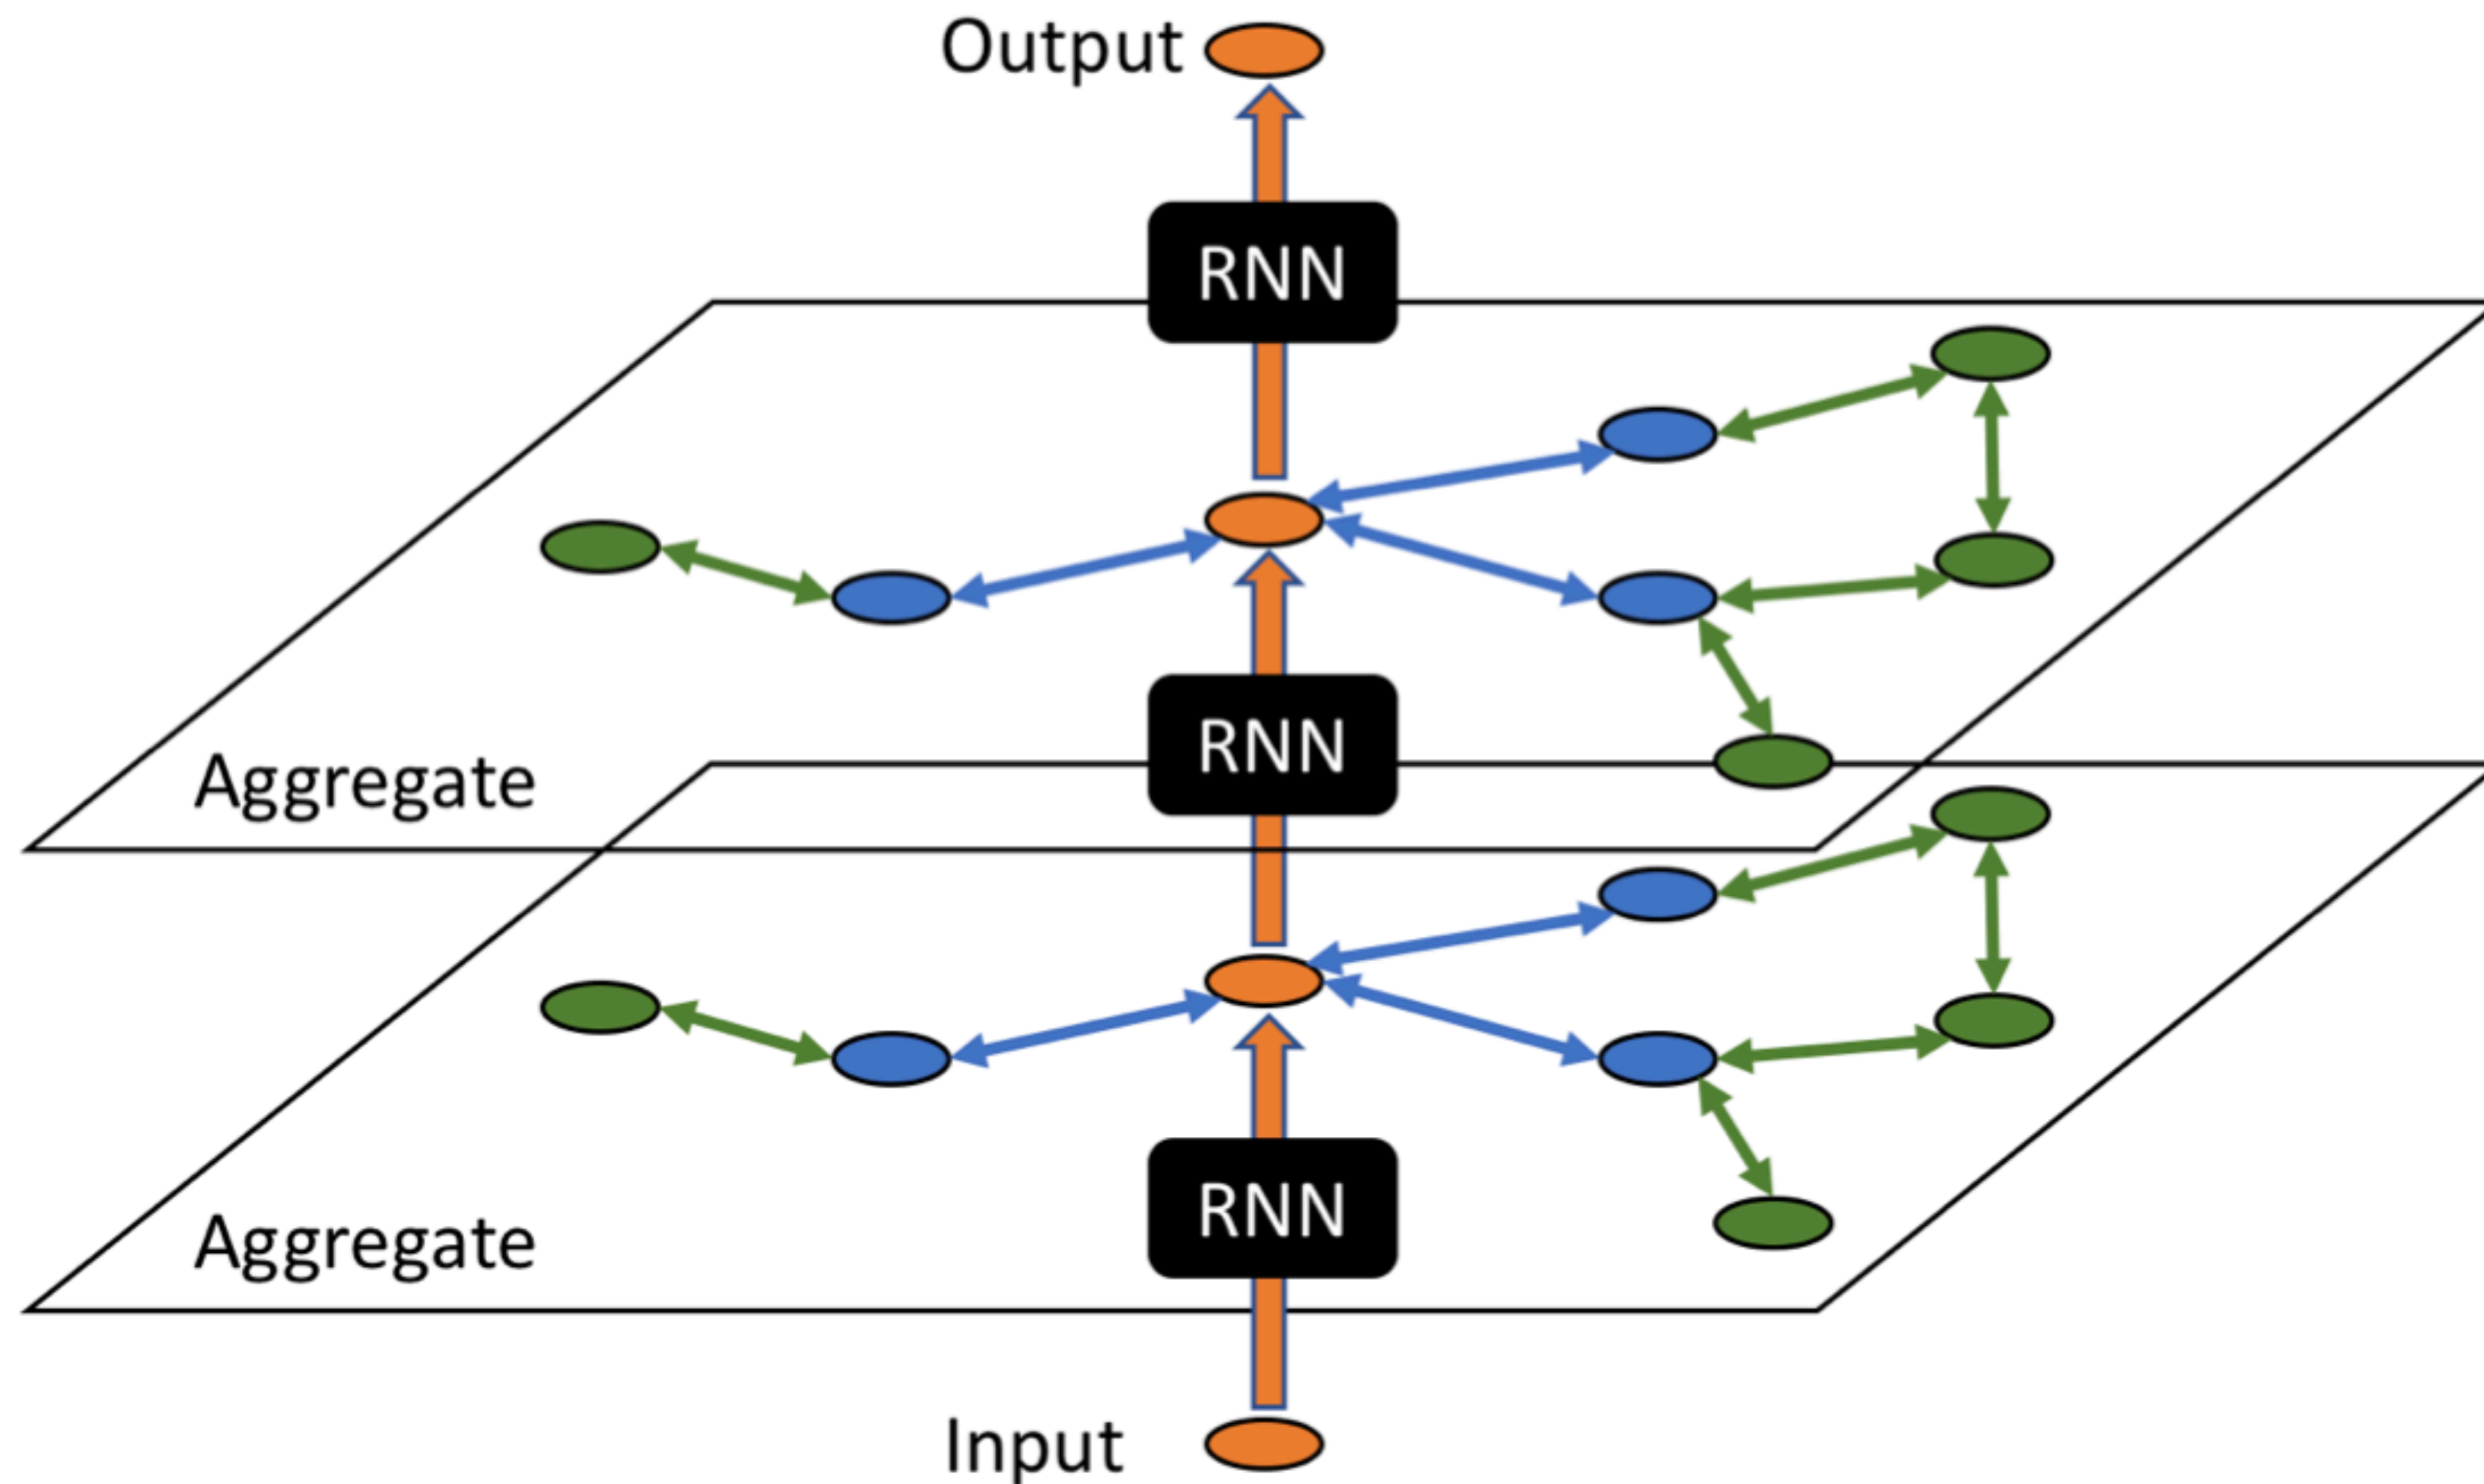 Output
RNN
RNN
Aggregate
RNN
Aggregate
Input